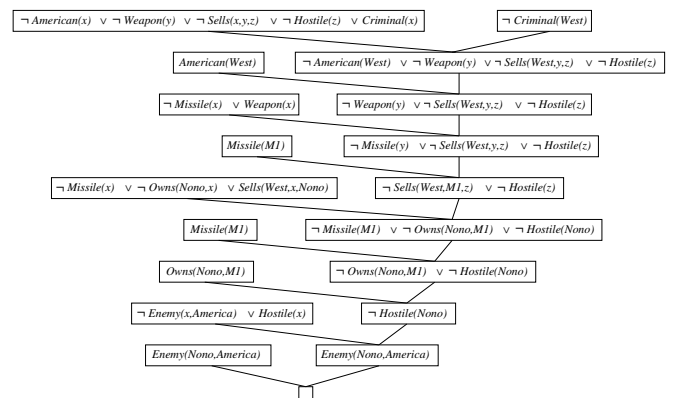 ¬ American(x) ∨ ¬ Weapon(y) ∨ ¬ Sells(x,y,z) ∨ ¬ Hostile(z) ∨ Criminal(x)
¬ Criminal(West)
American(West)
¬ American(West) ∨ ¬ Weapon(y) ∨ ¬ Sells(West,y,z) ∨ ¬ Hostile(z)
¬ Missile(x) ∨ Weapon(x)
¬ Weapon(y) ∨ ¬ Sells(West,y,z) ∨ ¬ Hostile(z)
Missile(M1)
¬ Missile(y) ∨ ¬ Sells(West,y,z) ∨ ¬ Hostile(z)
¬ Missile(x) ∨ ¬ Owns(Nono,x) ∨ Sells(West,x,Nono)
¬ Sells(West,M1,z) ∨ ¬ Hostile(z)
Missile(M1)
¬ Missile(M1) ∨ ¬ Owns(Nono,M1) ∨ ¬ Hostile(Nono)
Owns(Nono,M1)
¬ Owns(Nono,M1) ∨ ¬ Hostile(Nono)
¬ Enemy(x,America) ∨ Hostile(x)
¬ Hostile(Nono)
Enemy(Nono,America)
Enemy(Nono,America)